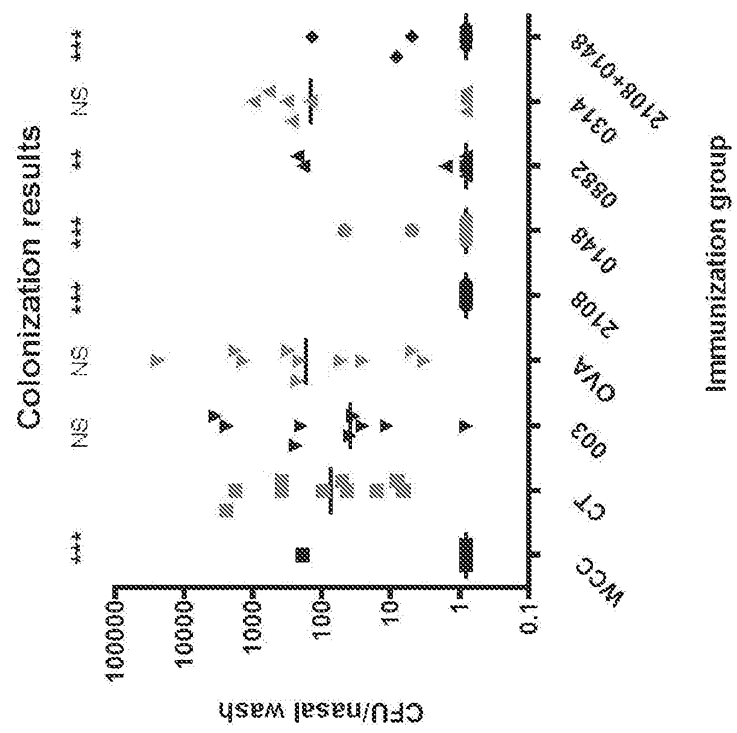 Colonization results
*** NS NS *** *** ** NS ***
CFU/nasal wash
100000
10000
1000
100
10
1
0.1
WCC CT 003 OVA 2108 0148 0882 0314 2108+0148
Immunization group